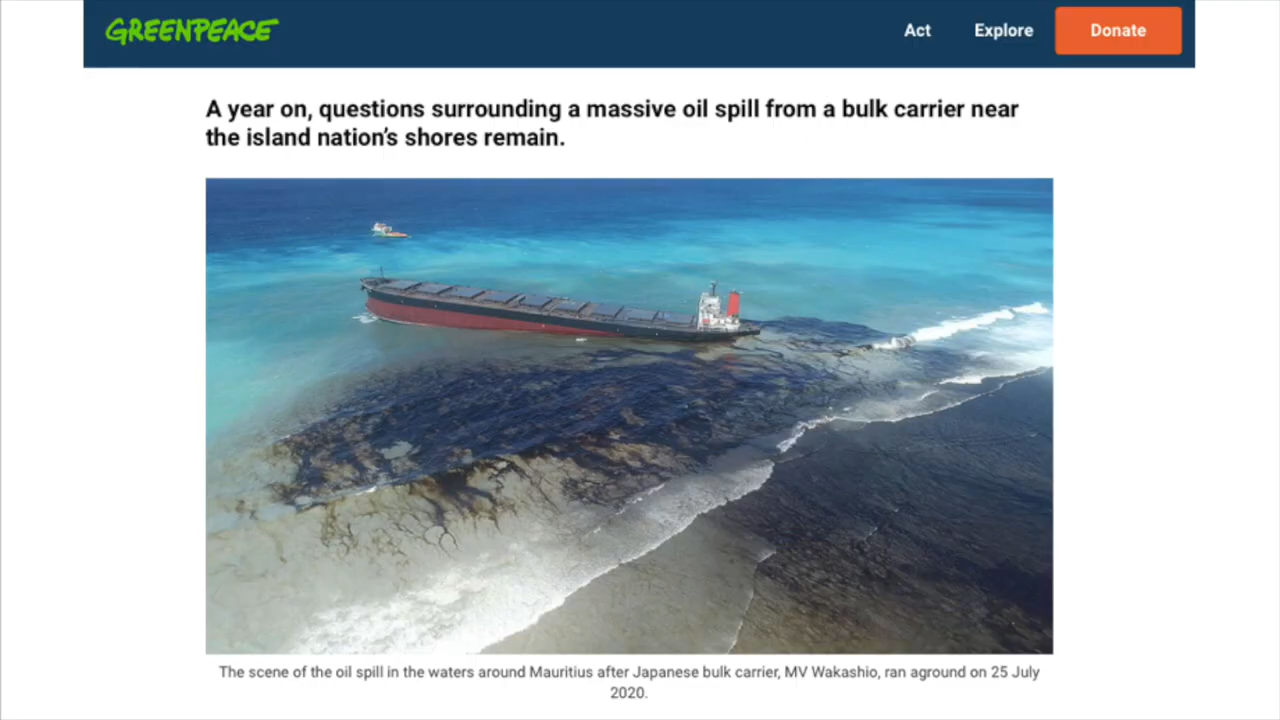 GREENPEACE
Act
Explore
Donate
A year on, questions surrounding a massive oil spill from a bulk carrier near
the island nation’s shores remain.
The scene of the oil spill in the waters around Mauritius after Japanese bulk carrier, MV Wakashio, ran aground on 25 July
2020.